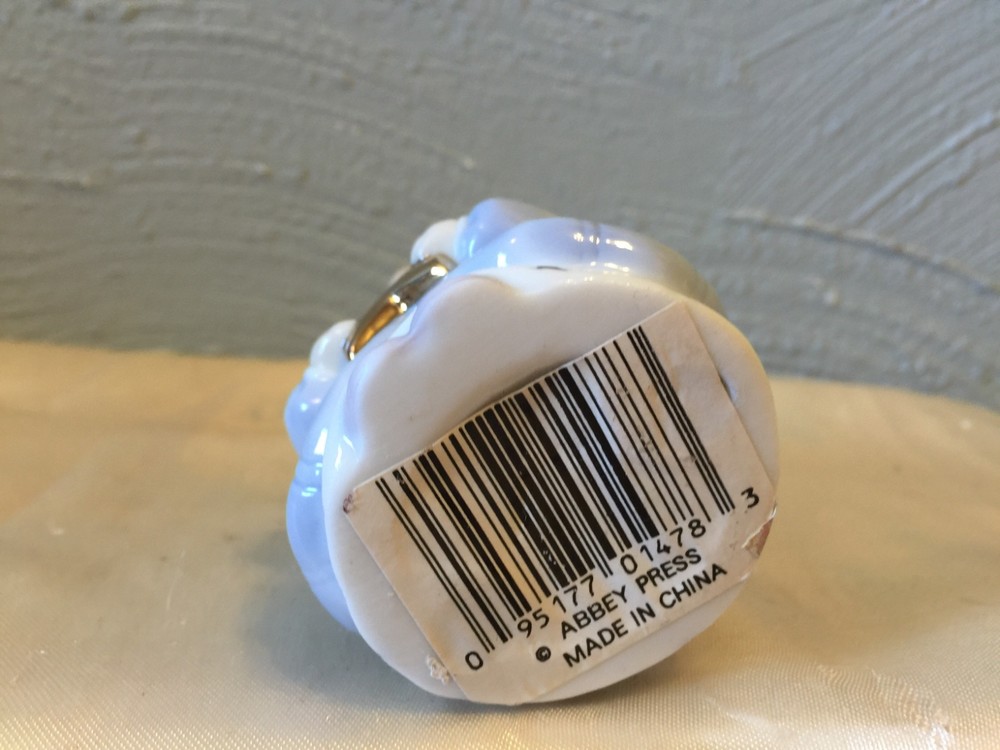 0 95177 01478 3
© ABBEY PRESS
MADE IN CHINA